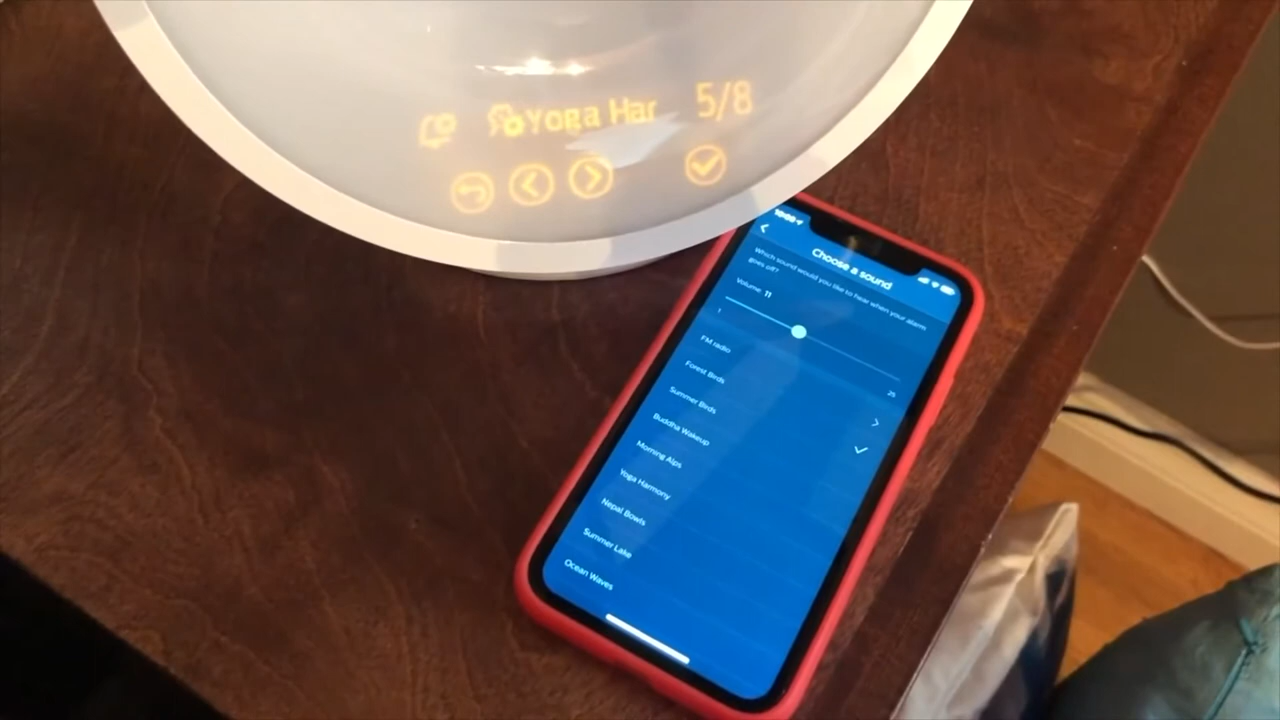 Yoga Har 5/8
Choose a sound
Which sound would you like to hear when your alarm
goes off?
Volume 11
1
25
FM radio
Forest Birds
Summer Birds
Buddha Wakeup
Morning Alps
Yoga Harmony
Nepal Bowls
Summer Lake
Ocean Waves